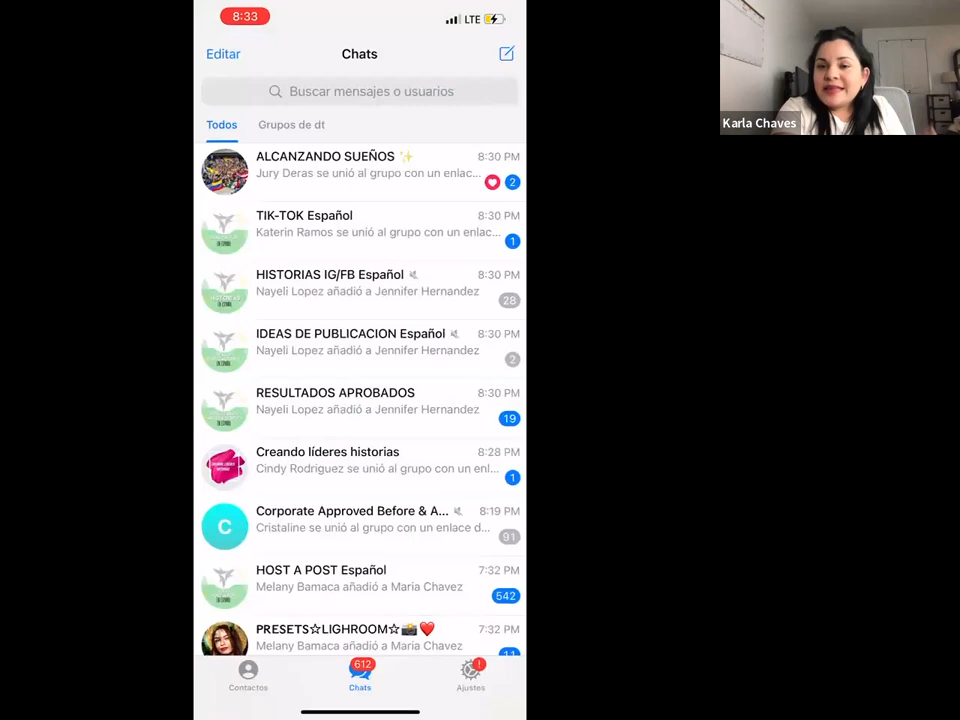 8:33
LTE
Editar
Chats
Buscar mensajes o usuarios
Todos
Grupos de dt
ALCANZANDO SUEÑOS ✨
8:30 PM
Jury Deras se unió al grupo con un enlac...
2
TIK-TOK Español
8:30 PM
Katerin Ramos se unió al grupo con un enlac...
1
HISTORIAS IG/FB Español
8:30 PM
Nayeli Lopez añadió a Jennifer Hernandez
28
IDEAS DE PUBLICACION Español
8:30 PM
Nayeli Lopez añadió a Jennifer Hernandez
2
RESULTADOS APROBADOS
8:30 PM
Nayeli Lopez añadió a Jennifer Hernandez
19
Creando líderes historias
8:28 PM
Cindy Rodriguez se unió al grupo con un enl...
1
C
Corporate Approved Before & A...
8:19 PM
Cristaline se unió al grupo con un enlace d...
91
HOST A POST Español
7:32 PM
Melany Bamaca añadió a Maria Chavez
542
PRESETS☆LIGHROOM☆📸❤️
7:32 PM
Melany Bamaca añadió a Maria Chavez
11
612
!
Contactos
Chats
Ajustes
Karla Chaves